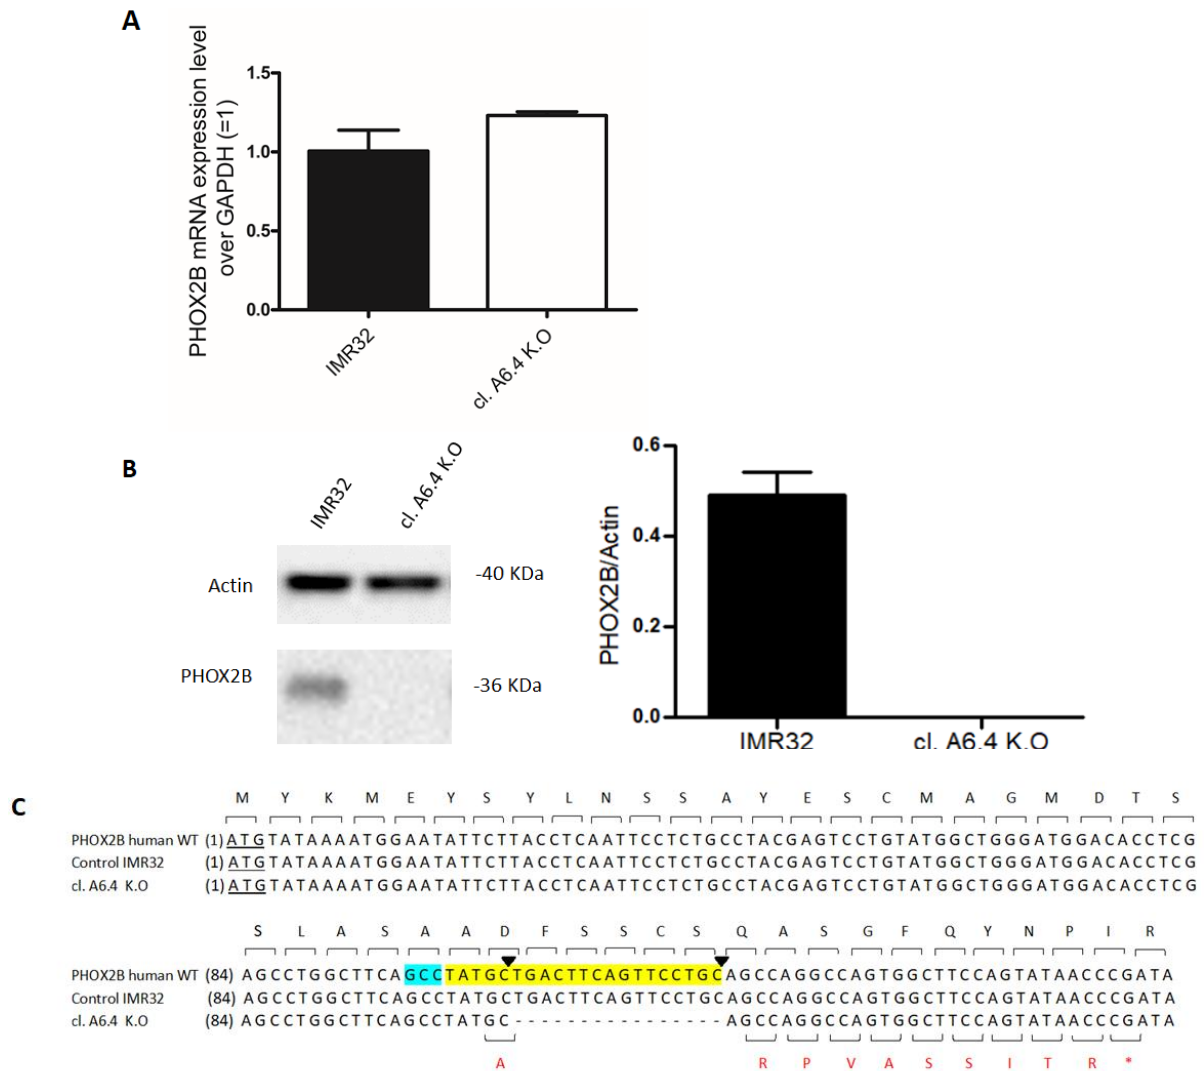 A
PHOX2B mRNA expression level
over GAPDH (=1)
1.5
1.0
0.5
0.0
IMR32
cl. A6.4 K.O
B
IMR32
cl. A6.4 K.O
Actin
-40 KDa
PHOX2B
-36 KDa
PHOX2B/Actin
0.6
0.4
0.2
0.0
IMR32
cl. A6.4 K.O
C
M Y K M E Y S Y L N S S A Y E S C M A G M D T S
PHOX2B human WT (1) ATGTATAAAATGGAATATTCTTACCTCAATTCCTCTGCCTACGAGTCCTGTATGGCTGGGATGGACACCTCG
Control IMR32 (1) ATGTATAAAATGGAATATTCTTACCTCAATTCCTCTGCCTACGAGTCCTGTATGGCTGGGATGGACACCTCG
cl. A6.4 K.O (1) ATGTATAAAATGGAATATTCTTACCTCAATTCCTCTGCCTACGAGTCCTGTATGGCTGGGATGGACACCTCG
S L A S A A D F S S C S Q A S G F Q Y N P I R
PHOX2B human WT (84) AGCCTGGCTTCAGCCTATGCTGACTTCAGTTCCTGCAGCCAGGCCAGTGGCTTCCAGTATAACCCGATA
Control IMR32 (84) AGCCTGGCTTCAGCCTATGCTGACTTCAGTTCCTGCAGCCAGGCCAGTGGCTTCCAGTATAACCCGATA
cl. A6.4 K.O (84) AGCCTGGCTTCAGCCTATGC----------------AGCCAGGCCAGTGGCTTCCAGTATAACCCGATA
A R P V A S S I T R *